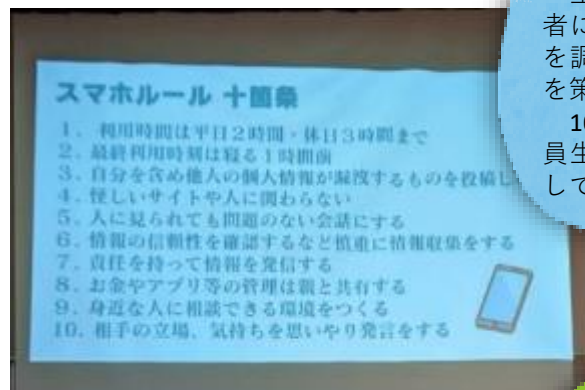 スマホルール 十箇条
1．利用時間は平日2時間・休日3時間まで
2．最終利用時刻は寝る1時間前
3．自分を含め他人の個人情報が漏洩するものを投稿し
4．怪しいサイトや人に関わらない
5．人に見られても問題のない会話にする
6．情報の信頼性を確認するなど慎重に情報収集をする
7．責任を持って情報を発信する
8．お金やアプリ等の管理は親と共有する
9．身近な人に相談できる環境をつくる
10．相手の立場、気持ちを思いやり発言をする
者に
を調
を策
10
員生
して